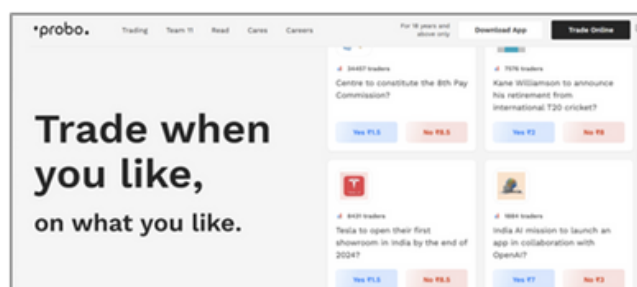 probo.
Trading
Team 11
Read
Cares
Careers
For 18 years and
above only
Download App
Trade Online
Trade when
you like,
on what you like.
34457 traders
Centre to constitute the 8th Pay
Commission?
Yes ₹1.5
No ₹8.5
7576 traders
Kane Williamson to announce
his retirement from
international T20 cricket?
Yes ₹2
No ₹8
8431 traders
Tesla to open their first
showroom in India by the end of
2024?
Yes ₹1.5
No ₹8.5
1684 traders
India AI mission to launch an
app in collaboration with
OpenAI?
Yes ₹7
No ₹3